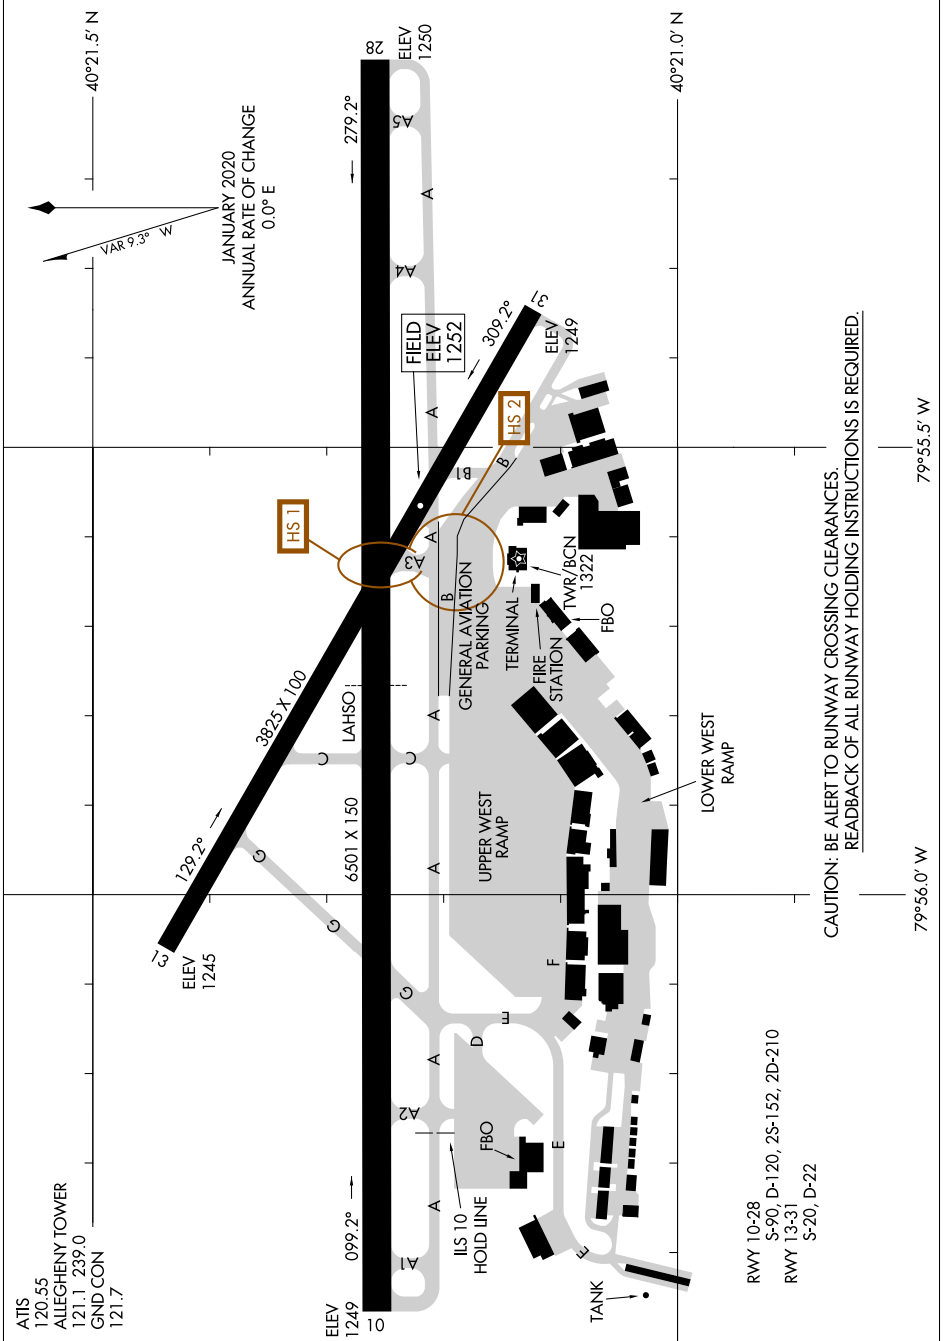 ATIS
120.55
ALLEGHENY TOWER
121.1 239.0
GND CON
121.7
VAR 9.3° W
JANUARY 2020
ANNUAL RATE OF CHANGE
0.0° E
40°21.5' N
40°21.0' N
79°55.5' W
79°56.0' W
13
ELEV
1245
129.2°
3825 X 100
G
G
G
C
C
HS 1
LAHSO
6501 X 150
ELEV
1249
10
099.2°
279.2°
28
ELEV
1250
A1
A
A2
A
A
A
A3
A
A
A4
A
A5
FIELD
ELEV
1252
309.2°
31
ELEV
1249
HS 2
B
B1
B
ILS 10
HOLD LINE
FBO
D
E
E
E
F
UPPER WEST
RAMP
GENERAL AVIATION
PARKING
TERMINAL
FIRE
STATION
TWR/BCN
1322
FBO
LOWER WEST
RAMP
TANK
RWY 10-28
S-90, D-120, 2S-152, 2D-210
RWY 13-31
S-20, D-22
CAUTION: BE ALERT TO RUNWAY CROSSING CLEARANCES.
READBACK OF ALL RUNWAY HOLDING INSTRUCTIONS IS REQUIRED.